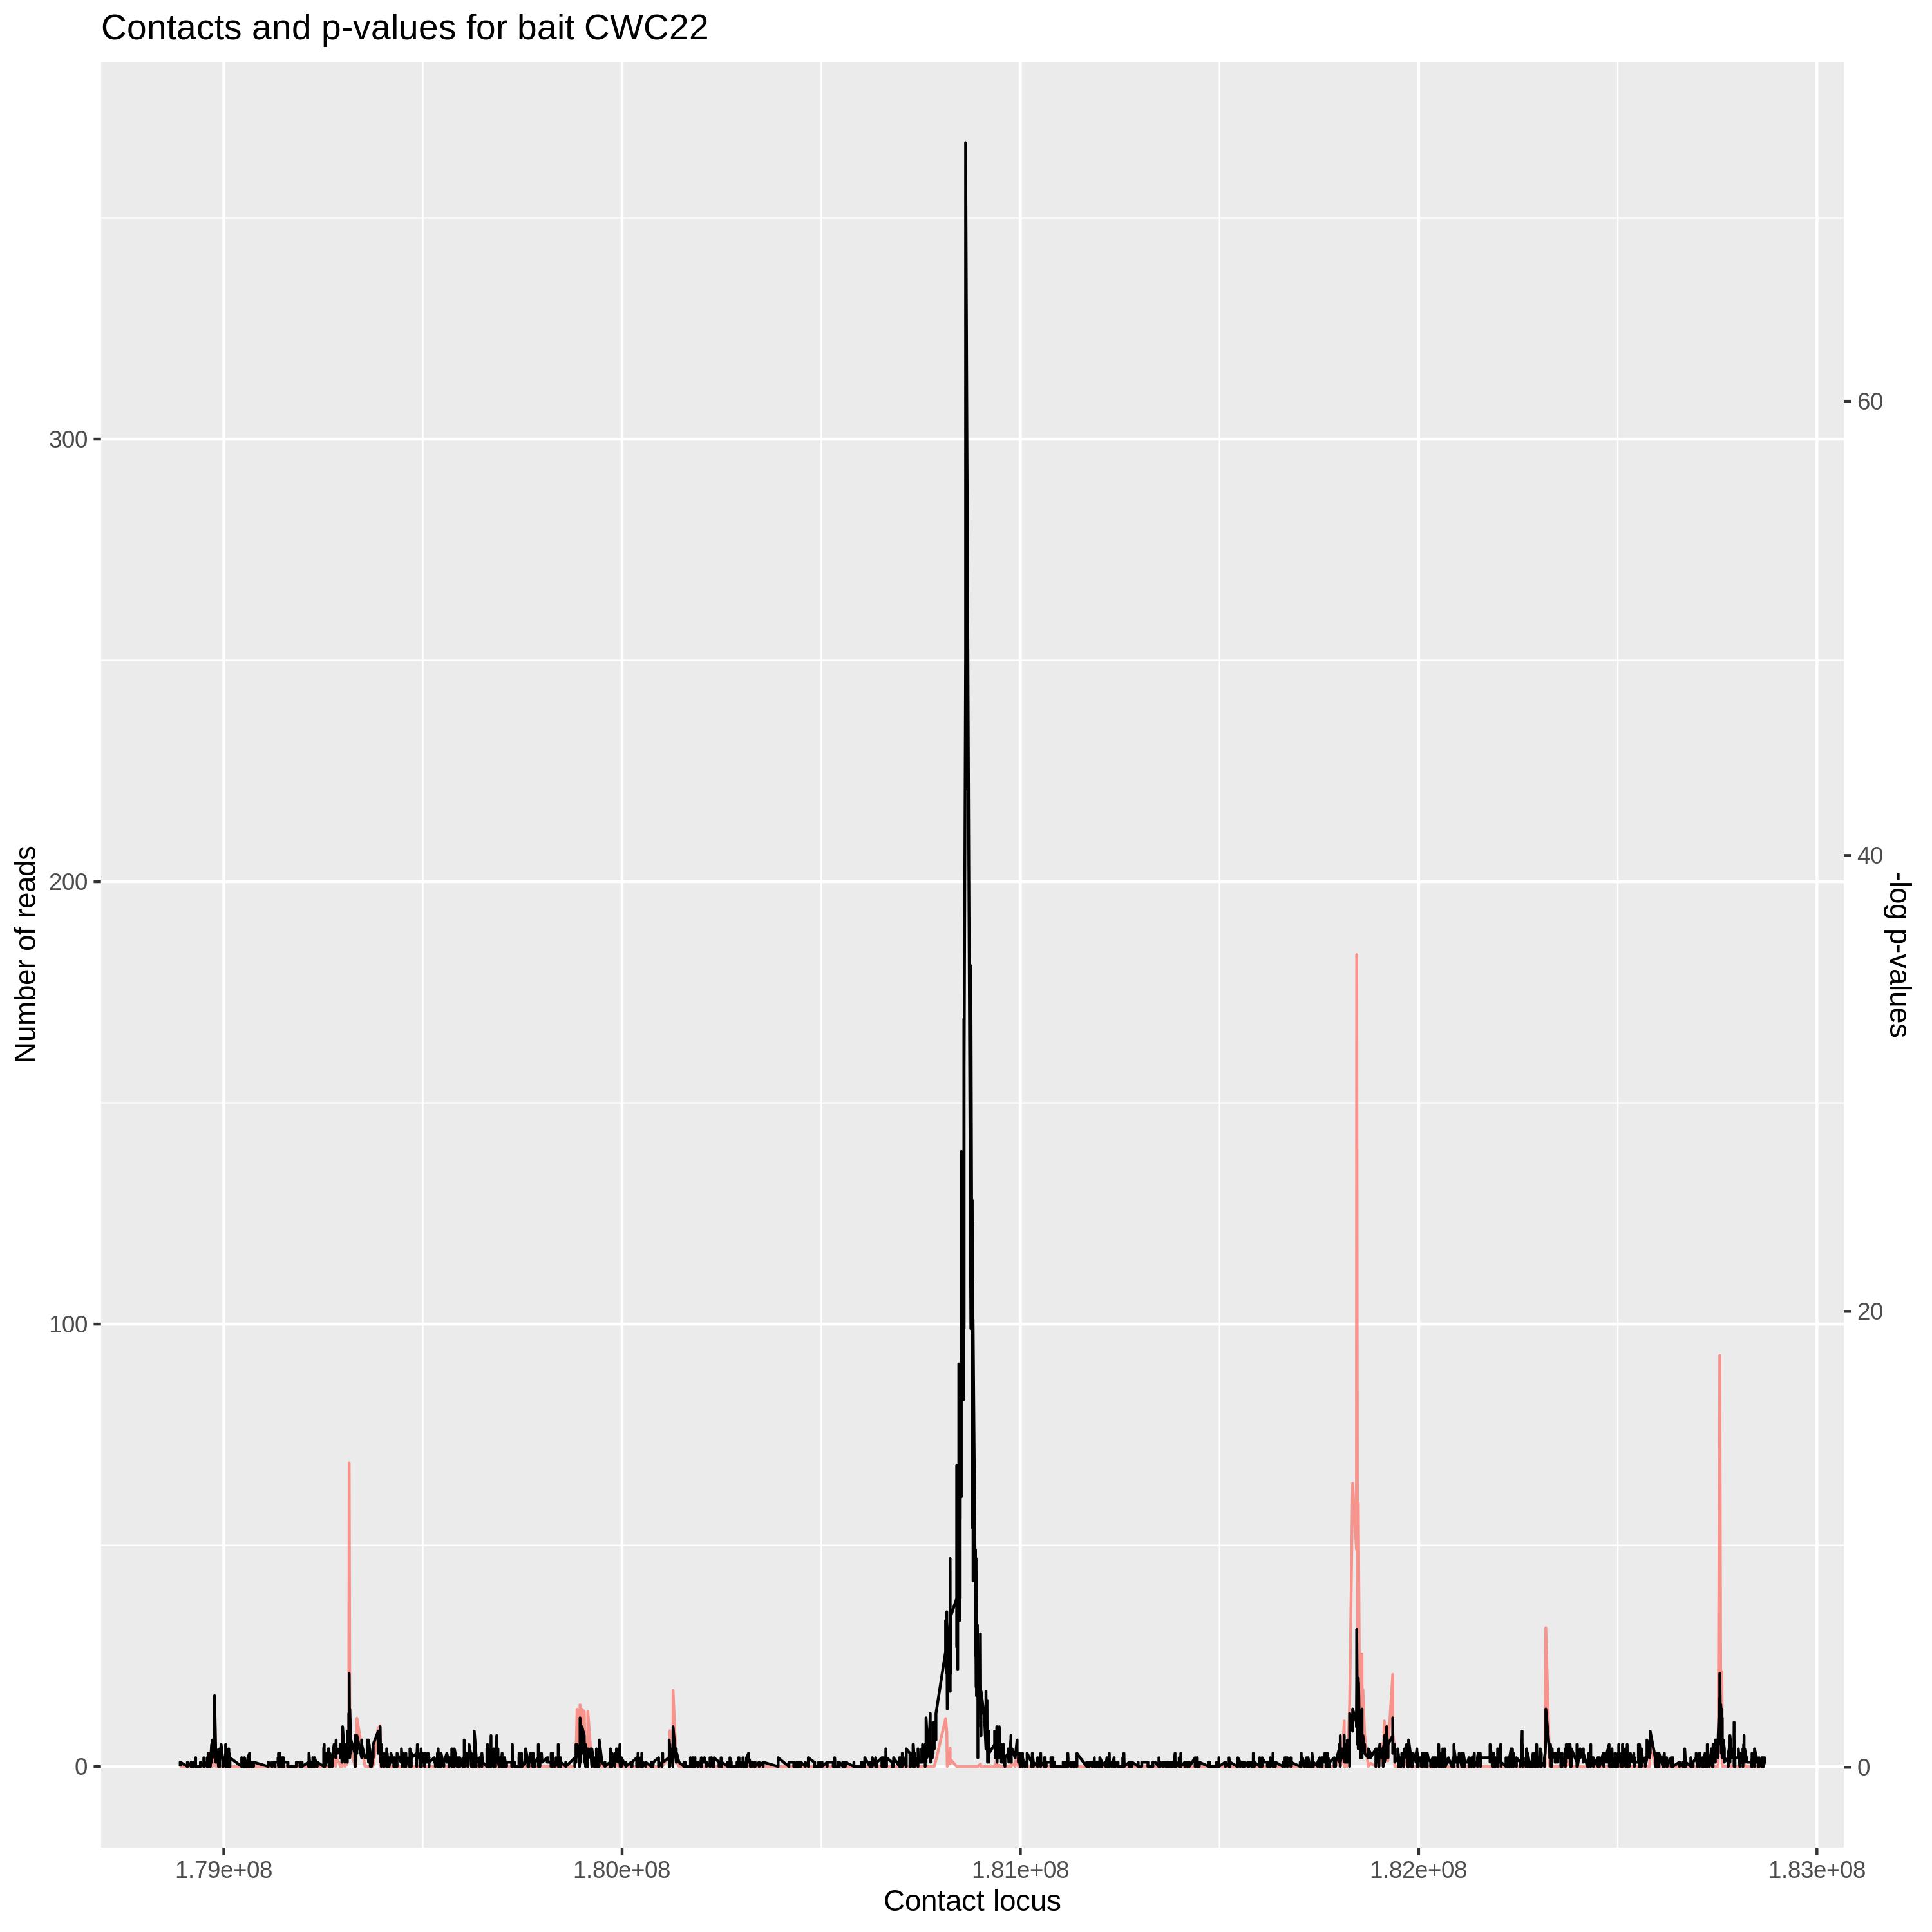 Contacts and p-values for bait CWC22
300
200
100
0
Number of reads
60
40
20
0
-log p-values
1.79e+08 1.80e+08 1.81e+08 1.82e+08 1.83e+08
Contact locus